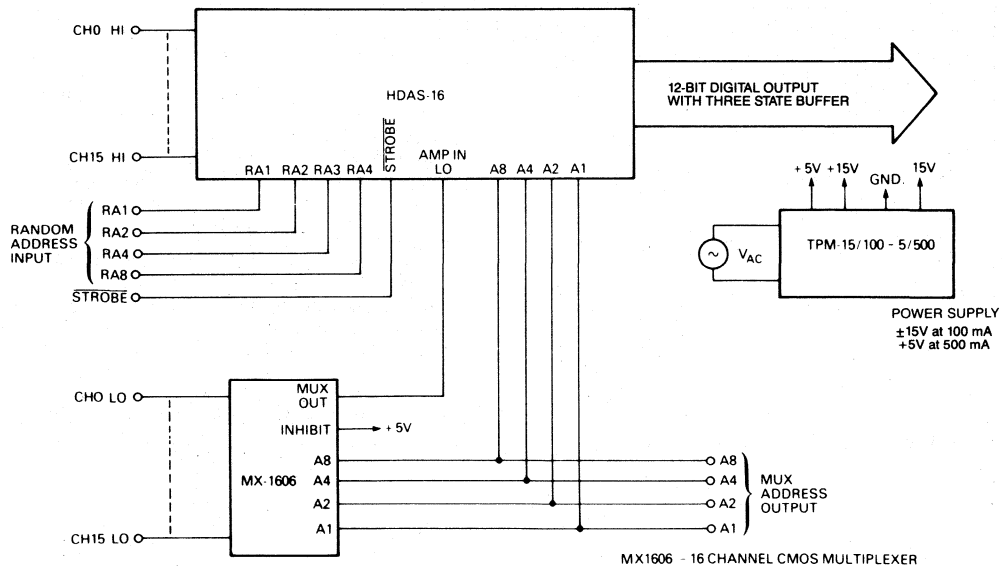 CH0 HI
CH15 HI
HDAS-16
12-BIT DIGITAL OUTPUT
WITH THREE STATE BUFFER
RA1 RA2 RA3 RA4 STROBE AMP IN LO A8 A4 A2 A1
RANDOM
ADDRESS
INPUT
RA1
RA2
RA4
RA8
STROBE
+5V +15V GND. 15V
TPM-15/100 - 5/500
~ VAC
POWER SUPPLY
±15V at 100 mA
+5V at 500 mA
CH0 LO
CH15 LO
MX-1606
MUX
OUT
INHIBIT
+ 5V
A8
A4
A2
A1
A8
A4
A2
A1
MUX
ADDRESS
OUTPUT
MX1606 - 16 CHANNEL CMOS MULTIPLEXER